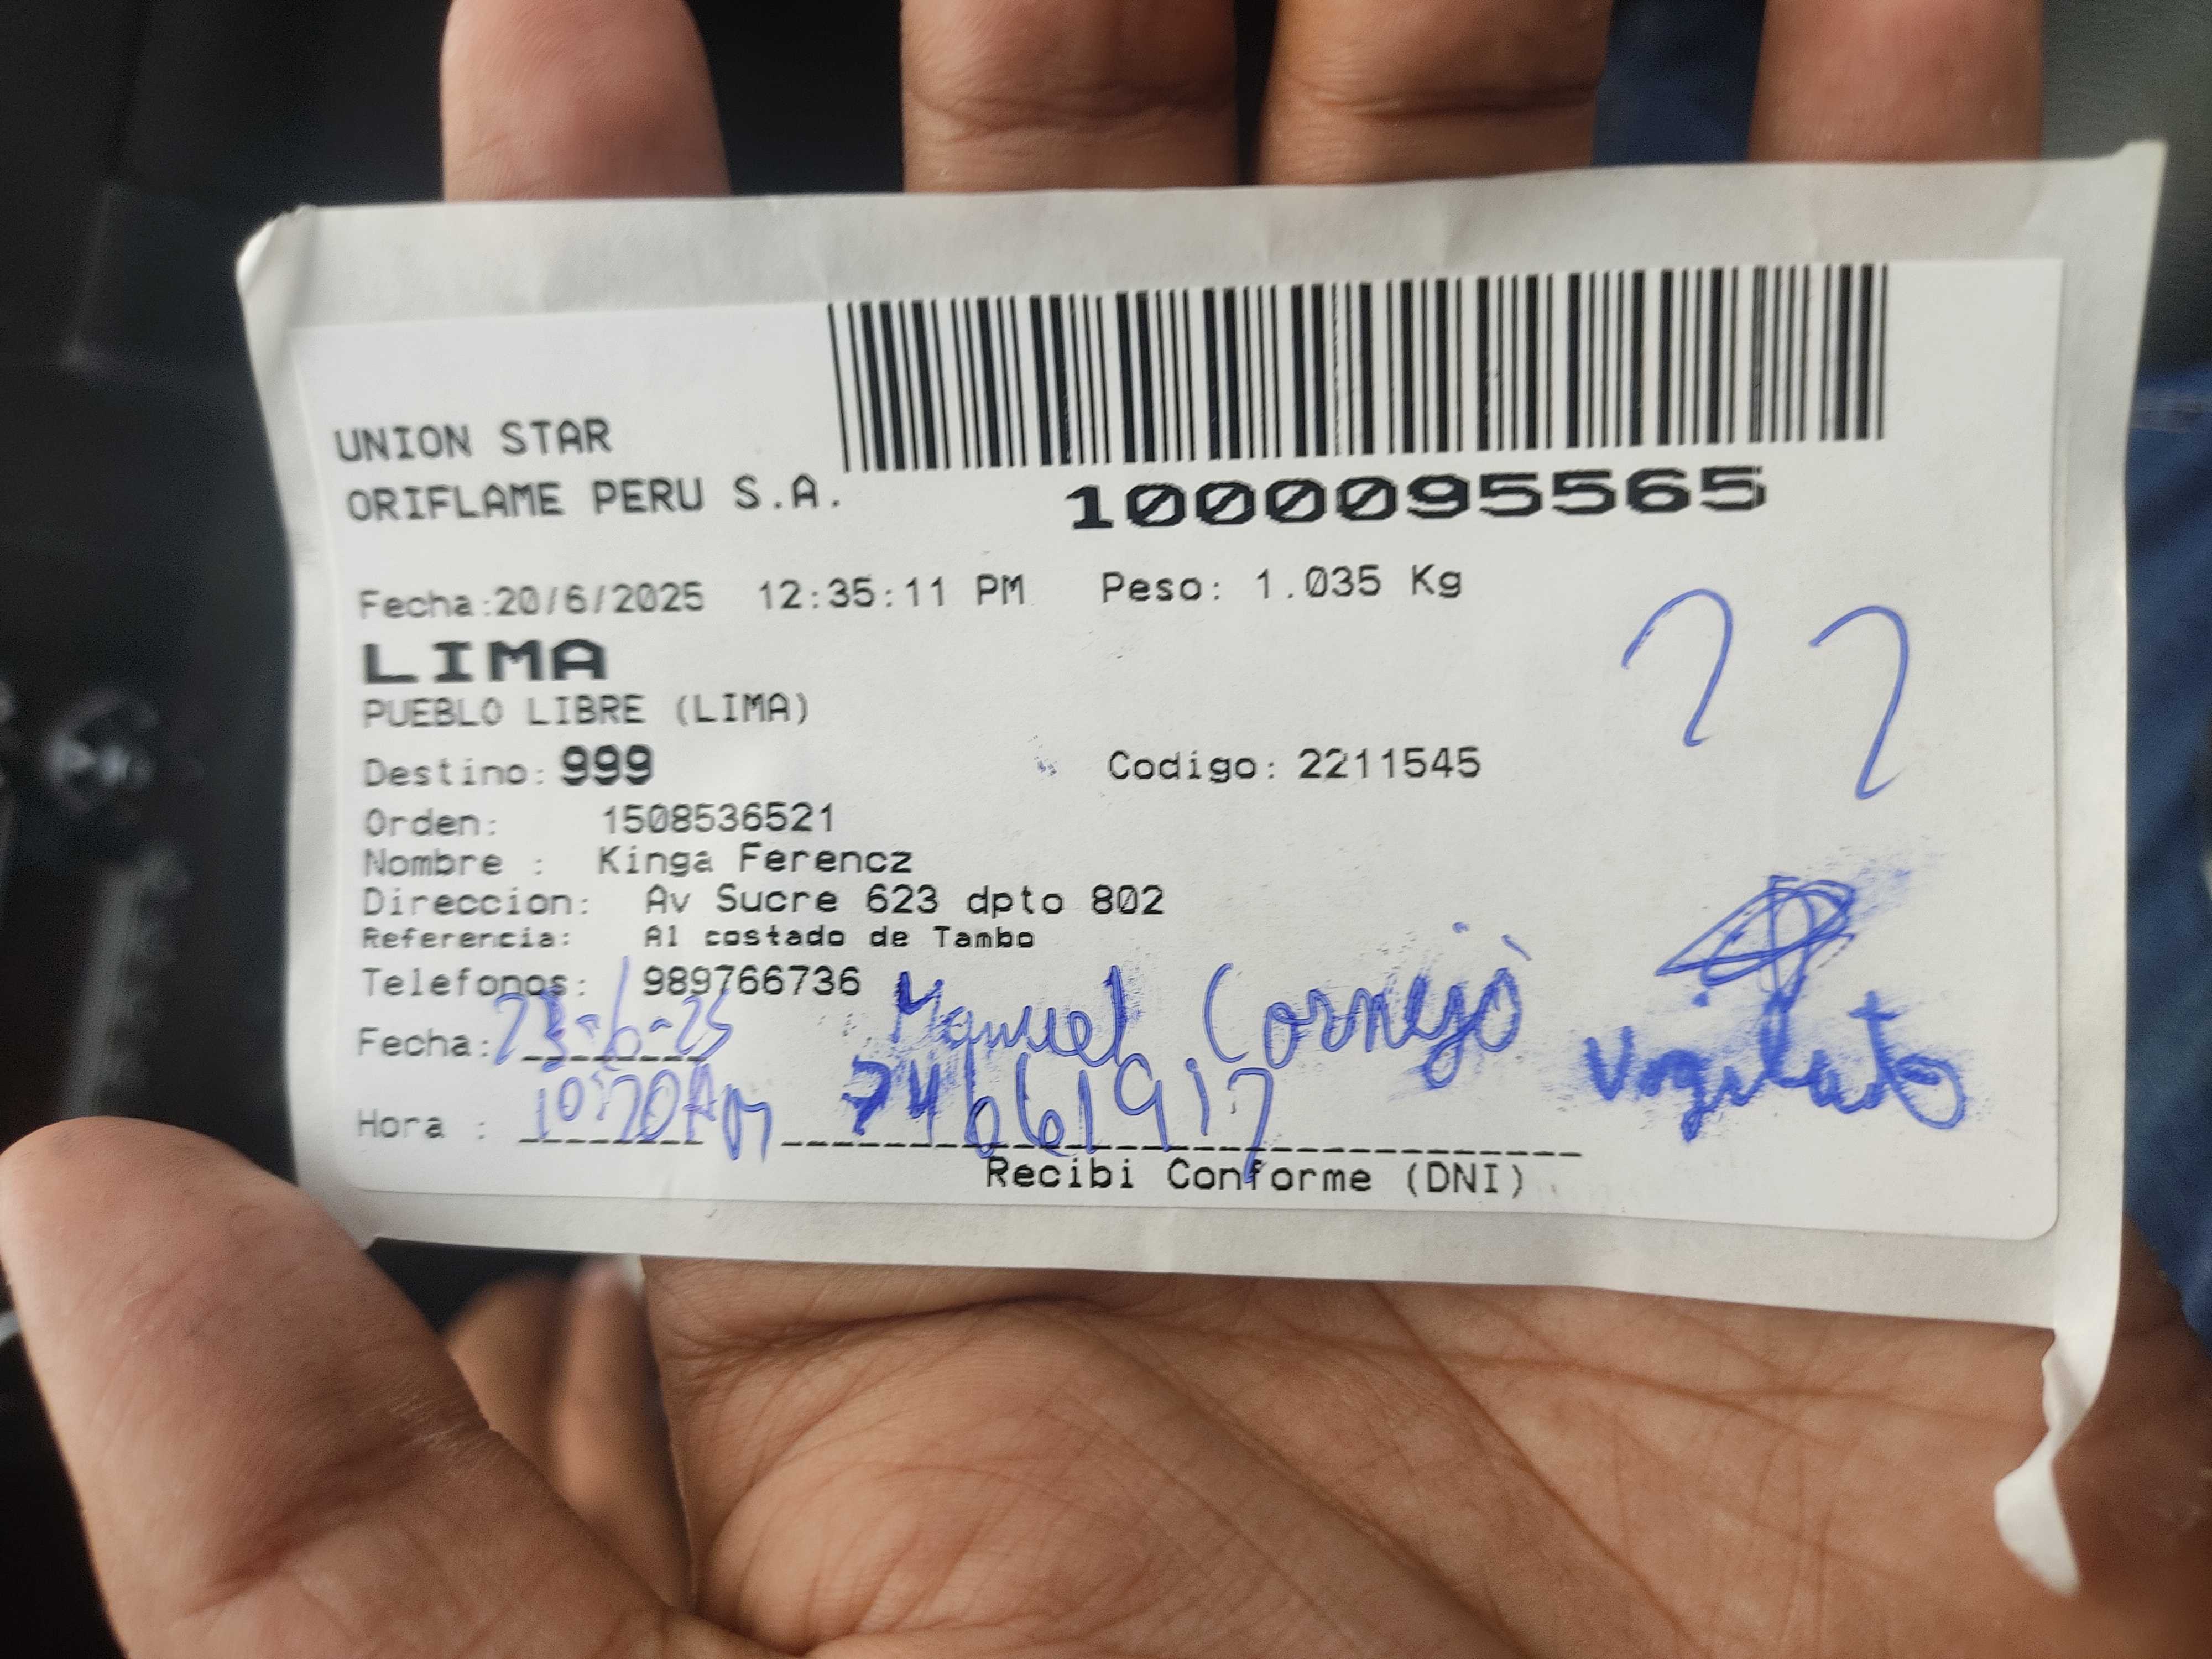 UNION STAR
ORIFLAME PERU S.A.
1000095565
Fecha:20/6/2025 12:35:11 PM Peso: 1.035 Kg
LIMA
PUEBLO LIBRE (LIMA)
Destino: 999 Codigo: 2211545
Orden: 1508536521
Nombre : Kinga Ferencz
Direccion: Av Sucre 623 dpto 802
Referencia: Al costado de Tambo
Telefonos: 989766736
Fecha: 23-6-25 Manuel Cornejo
Hora : 10:20AM 74661917
Recibi Conforme (DNI)